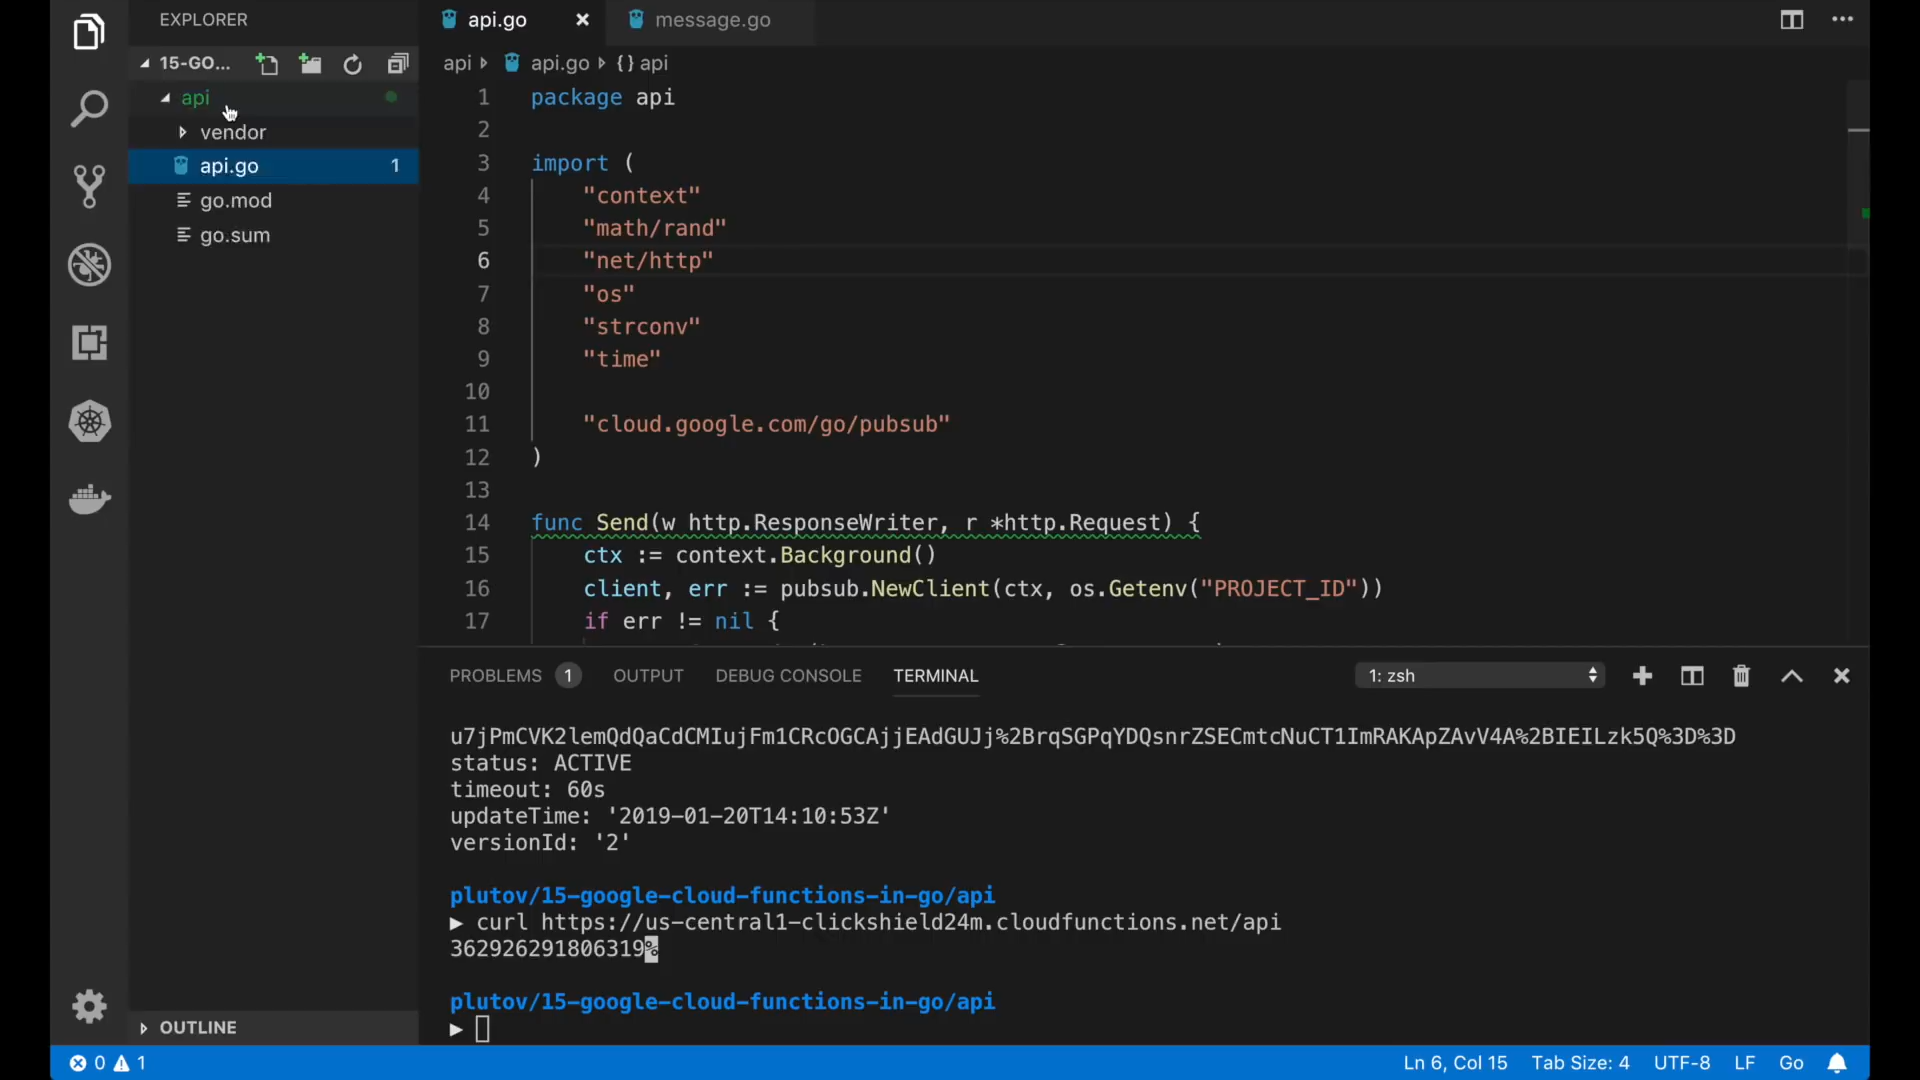 EXPLORER
15-GO...
api
vendor
api.go 1
go.mod
go.sum
OUTLINE
api.go
message.go
api api.go {} api
1 package api
2
3 import (
4 "context"
5 "math/rand"
6 "net/http"
7 "os"
8 "strconv"
9 "time"
10
11 "cloud.google.com/go/pubsub"
12 )
13
14 func Send(w http.ResponseWriter, r *http.Request) {
15 ctx := context.Background()
16 client, err := pubsub.NewClient(ctx, os.Getenv("PROJECT_ID"))
17 if err != nil {
PROBLEMS 1 OUTPUT DEBUG CONSOLE TERMINAL 1: zsh
u7jPmCVK2lemQdQaCdCMIujFm1CRcOGCAjjEAdGUJj%2BrqSGPqYDQsnrZSECmtcNuCT1ImRAKApZAvV4A%2BIEILzk5Q%3D%3D
status: ACTIVE
timeout: 60s
updateTime: '2019-01-20T14:10:53Z'
versionId: '2'
plutov/15-google-cloud-functions-in-go/api
▶ curl https://us-central1-clickshield24m.cloudfunctions.net/api
362926291806319%
plutov/15-google-cloud-functions-in-go/api
▶
0 1 Ln 6, Col 15 Tab Size: 4 UTF-8 LF Go